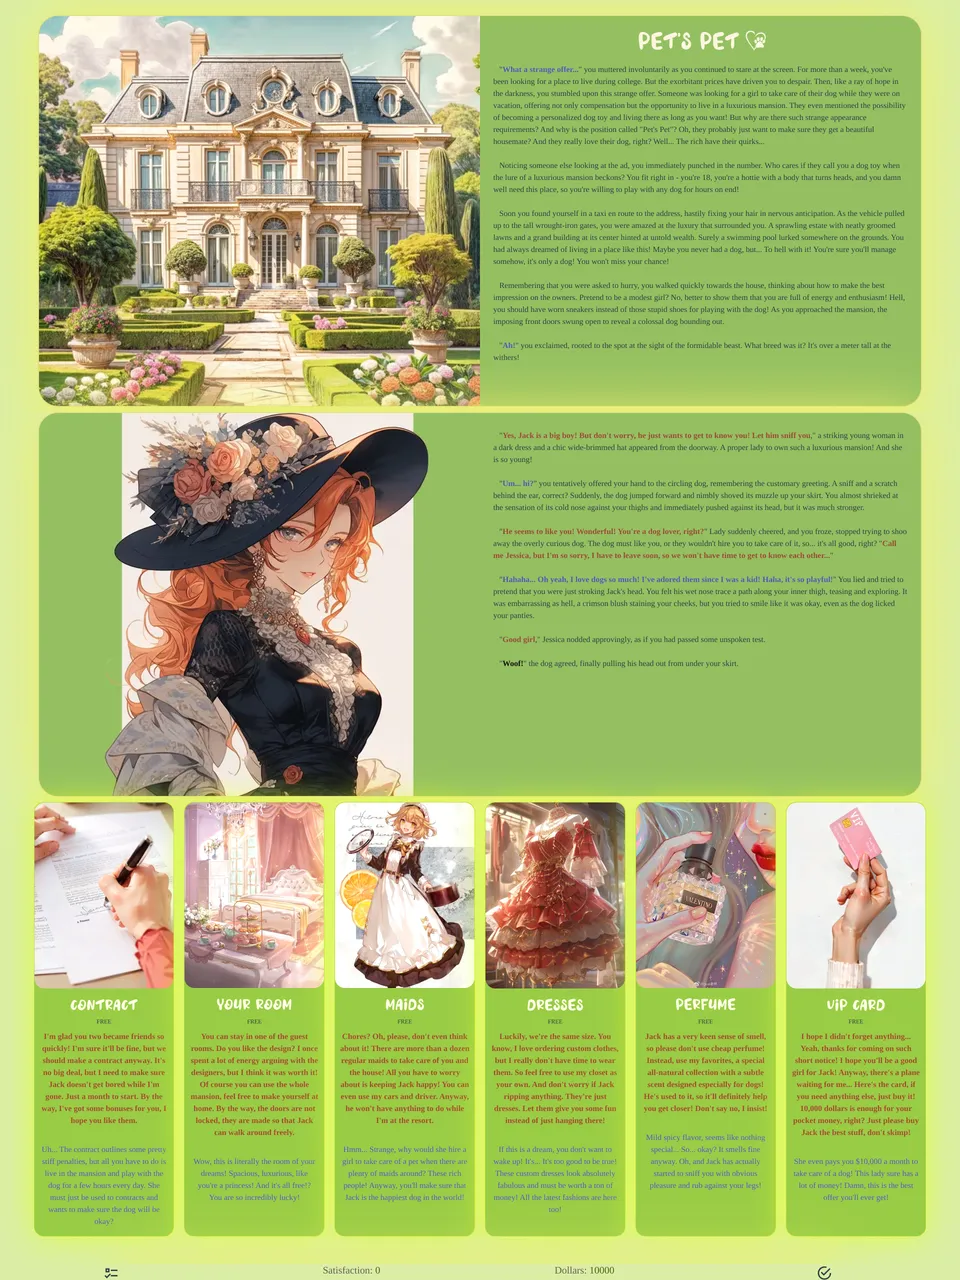 PET'S PET
"What a strange offer..." you muttered involuntarily as you continued to stare at the screen. For more than a week, you've
been looking for a place to live during college. But the exorbitant prices have driven you to despair. Then, like a ray of hope in
the darkness, you stumbled upon this strange offer. Someone was looking for a girl to take care of their dog while they were on
vacation, offering not only compensation but the opportunity to live in a luxurious mansion. They even mentioned the possibility
of becoming a personalized dog toy and living there as long as you want! But why are there such strange appearance
requirements? And why is the position called "Pet's Pet"? Oh, they probably just want to make sure they get a beautiful
housemate? And they really love their dog, right? Well... The rich have their quirks...
Noticing someone else looking at the ad, you immediately punched in the number. Who cares if they call you a dog toy when
the lure of a luxurious mansion beckons? You fit right in - you're 18, you're a hottie with a body that turns heads, and you damn
well need this place, so you're willing to play with any dog for hours on end!
Soon you found yourself in a taxi en route to the address, hastily fixing your hair in nervous anticipation. As the vehicle pulled
up to the tall wrought-iron gares, you were amazed at the luxury that surrounded you. A sprawling estate with neatly groomed
lawns and a grand building at its center hinted at untold wealth. Surely a swimming pool lurked somewhere on the grounds. You
had always dreamed of living in a place like this! Maybe you never had a dog, but... To hell with it! You're sure you'll manage
somehow, it's only a dog! You won't miss your chance!
Remembering that you were asked to hurry, you walked quickly towards the house, thinking about how to make the best
impression on the owners. Pretend to be a modest girl? No, better to show them that you are full of energy and enthusiasm! Hell,
you should have worn sneakers instead of those stupid shoes for playing with the dog! As you approached the mansion, the
imposing front doors swung open to reveal a colossal dog bounding out.
"Ah!" you exclaimed, rooted to the spot at the sight of the formidable beast. What breed was it? It's over a meter tall at the
withers!
"Yes, Jack is a big boy! But don't worry, he just wants to get to know you! Let him sniff you," a striking young woman in
a dark dress and a chic wide-brimmed hat appeared from the doorway. A proper lady to own such a luxurious mansion! And she
is so young!
"Um... hi?" you tentatively offered your hand to the circling dog, remembering the customary greeting. A sniff and a scratch
behind the ear, correct? Suddenly, the dog jumped forward and nimbly shoved its muzzle up your skirt. You almost shrieked at
the sensation of its cold nose against your thighs and immediately pushed against its head, but it was much stronger.
"He seems to like you! Wonderful! You're a dog lover, right?" Lady suddenly cheered, and you froze, stopped trying to shoo
away the overly curious dog. The dog must like you, or they wouldn't hire you to take care of it, so... it's all good, right? "Call
me Jessica, but I'm so sorry, I have to leave soon, so we won't have time to get to know each other..."
"Hahaha... Oh yeah, I love dogs so much! I've adored them since I was a kid! Haha, it's so playful!" You lied and tried to
pretend that you were just stroking Jack's head. You felt his wet nose trace a path along your inner thigh, teasing and exploring. It
was embarrassing as hell, a crimson blush staining your cheeks, but you tried to smile like it was okay, even as the dog licked
your panties.
"Good girl," Jessica nodded approvingly, as if you had passed some unspoken test.
"Woof!" the dog agreed, finally pulling his head out from under your skirt.
VALENTINO
VIP
CONTRACT
FREE
I'm glad you two became friends so
quickly! I'm sure it'll be fine, but we
should make a contract anyway. It's
no big deal, but I need to make sure
Jack doesn't get bored while I'm
gone. Just a month to start. By the
way, I've got some bonuses for you, I
hope you like them.
Uh... The contract outlines some pretty
stiff penalties, but all you have to do is
live in the mansion and play with the
dog for a few hours every day. She
must just be used to contracts and
wants to make sure the dog will be
okay?
YOUR ROOM
FREE
You can stay in one of the guest
rooms. Do you like the design? I once
spent a lot of energy arguing with the
designers, but I think it was worth it!
Of course you can use the whole
mansion, feel free to make yourself at
home. By the way, the doors are not
locked, they are made so that Jack
can walk around freely.
Wow, this is literally the room of your
dreams! Spacious, luxurious, like
you're a princess! And it's all free!?
You are so incredibly lucky!
MAIDS
FREE
Chores? Oh, please, don't even think
about it! There are more than a dozen
regular maids to take care of you and
the house! All you have to worry
about is keeping Jack happy! You can
even use my cars and driver. Anyway,
he won't have anything to do while
I'm at the resort.
Hmm... Strange, why would she hire a
girl to take care of a pet when there are
plenty of maids around? These rich
people! Anyway, you'll make sure that
Jack is the happiest dog in the world!
DRESSES
FREE
Luckily, we're the same size. You
know, I love ordering custom clothes,
but I really don't have time to wear
them. So feel free to use my closet as
your own. And don't worry if Jack
ripping anything. They're just
dresses. Let them give you some fun
instead of just hanging there!
If this is a dream, you don't want to
wake up! It's... It's too good to be true!
These custom dresses look absolutely
fabulous and must be worth a ton of
money! All the latest fashions are here
too!
PERFUME
FREE
Jack has a very keen sense of smell,
so please don't use cheap perfume!
Instead, use my favorites, a special
all-natural collection with a subtle
scent designed especially for dogs!
He's used to it, so it'll definitely help
you get closer! Don't say no, I insist!
Mild spicy flavor, seems like nothing
special... So... okay? It smells fine
anyway. Oh, and Jack has actually
started to sniff you with obvious
pleasure and rub against your legs!
VIP CARD
FREE
I hope I didn't forget anything...
Yeah, thanks for coming on such
short notice! I hope you'll be a good
girl for Jack! Anyway, there's a plane
waiting for me... Here's the card, if
you need anything else, just buy it!
10,000 dollars is enough for your
pocket money, right? Just please buy
Jack the best stuff, don't skimp!
She even pays you $10,000 a month to
take care of a dog! This lady sure has a
lot of money! Damn, this is the best
offer you'll ever get!
Satisfaction: 0
Dollars: 10000